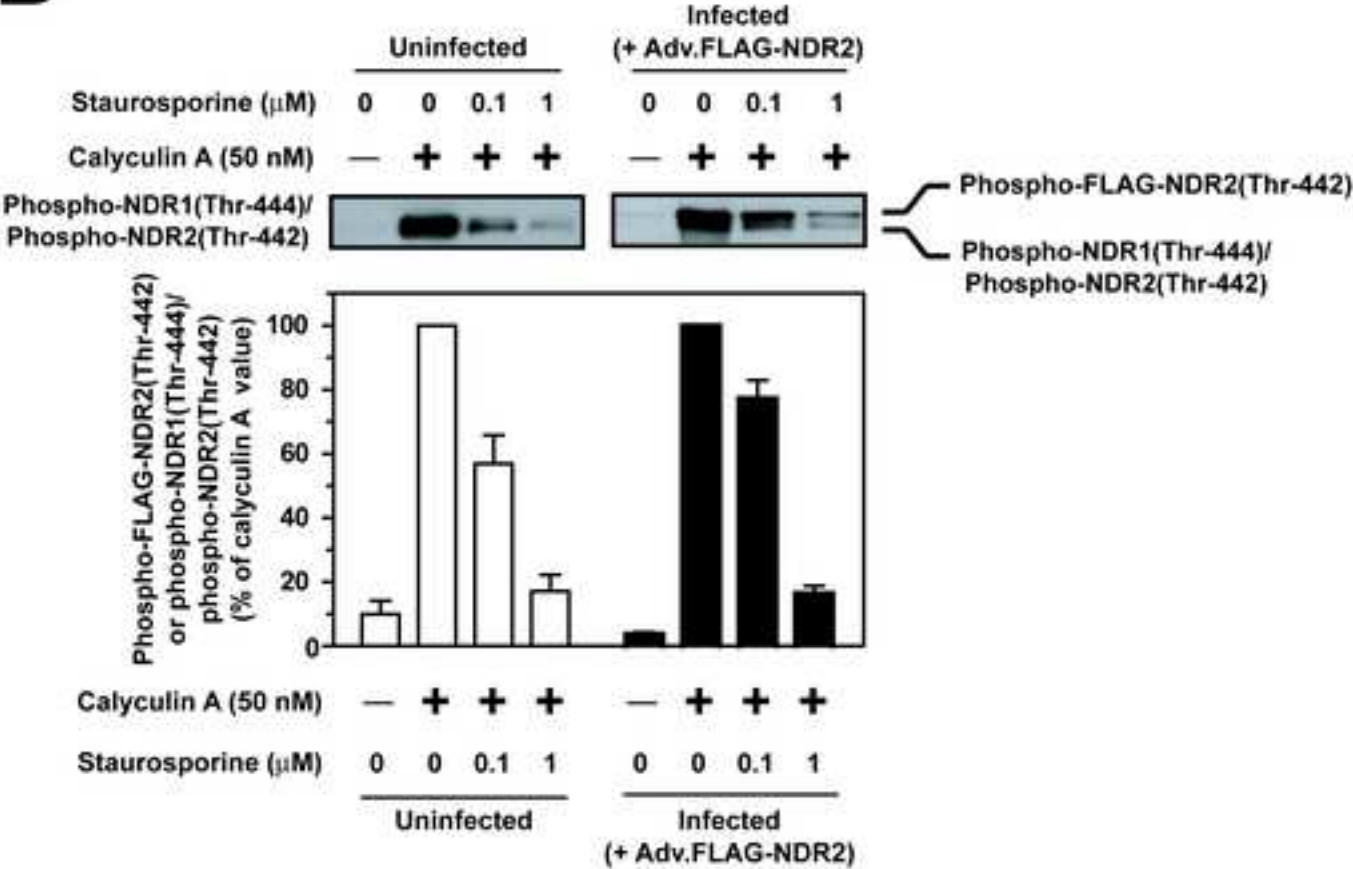 Uninfected
Infected
(+ Adv.FLAG-NDR2)
Staurosporine (μM) 0 0 0.1 1 0 0 0.1 1
Calyculin A (50 nM) — + + + — + + +
Phospho-NDR1(Thr-444)/
Phospho-NDR2(Thr-442)
Phospho-FLAG-NDR2(Thr-442)
Phospho-NDR1(Thr-444)/
Phospho-NDR2(Thr-442)
Phospho-FLAG-NDR2(Thr-442)
or phospho-NDR1(Thr-444)/
phospho-NDR2(Thr-442)
(% of calyculin A value)
100
80
60
40
20
0
Calyculin A (50 nM) — + + + — + + +
Staurosporine (μM) 0 0 0.1 1 0 0 0.1 1
Uninfected
Infected
(+ Adv.FLAG-NDR2)